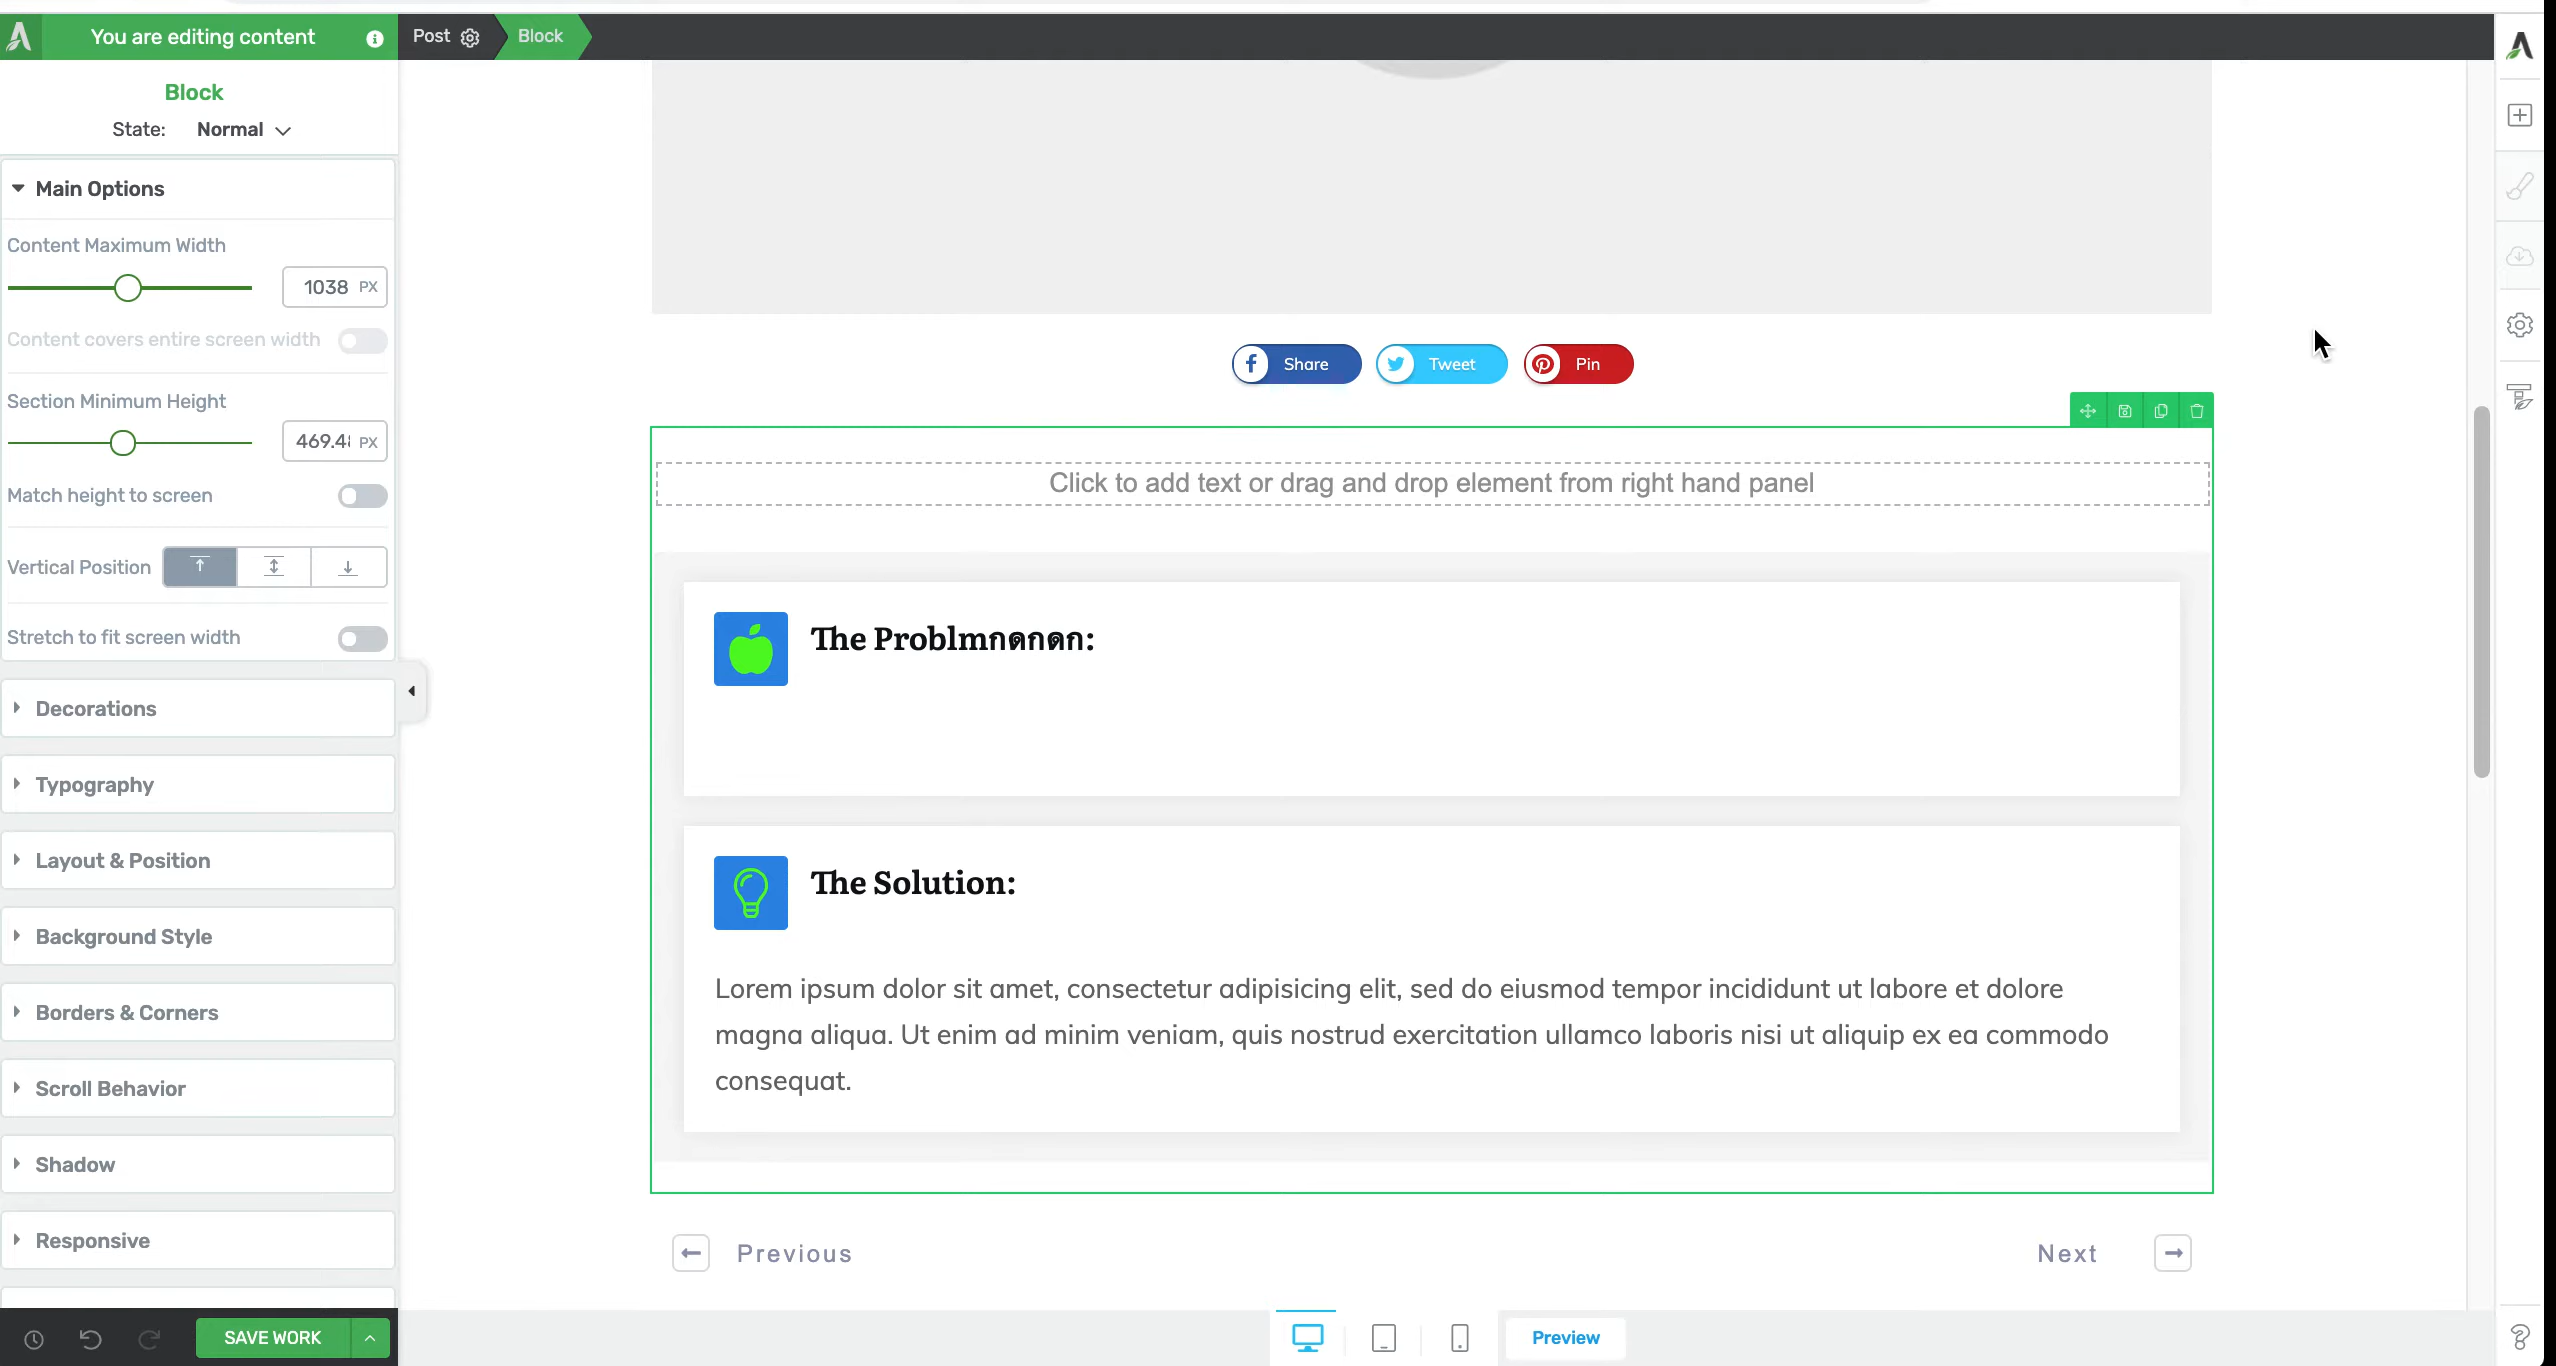 You are editing content
Post
Block
Block
State: Normal
Main Options
Content Maximum Width
1038 PX
Content covers entire screen width
Section Minimum Height
469.4 PX
Match height to screen
Vertical Position
Stretch to fit screen width
Decorations
Typography
Layout & Position
Background Style
Borders & Corners
Scroll Behavior
Shadow
Responsive
SAVE WORK
Share
Tweet
Pin
Click to add text or drag and drop element from right hand panel
The Problmกดกดก:
The Solution:
Lorem ipsum dolor sit amet, consectetur adipisicing elit, sed do eiusmod tempor incididunt ut labore et dolore
magna aliqua. Ut enim ad minim veniam, quis nostrud exercitation ullamco laboris nisi ut aliquip ex ea commodo
consequat.
Previous
Next
Preview